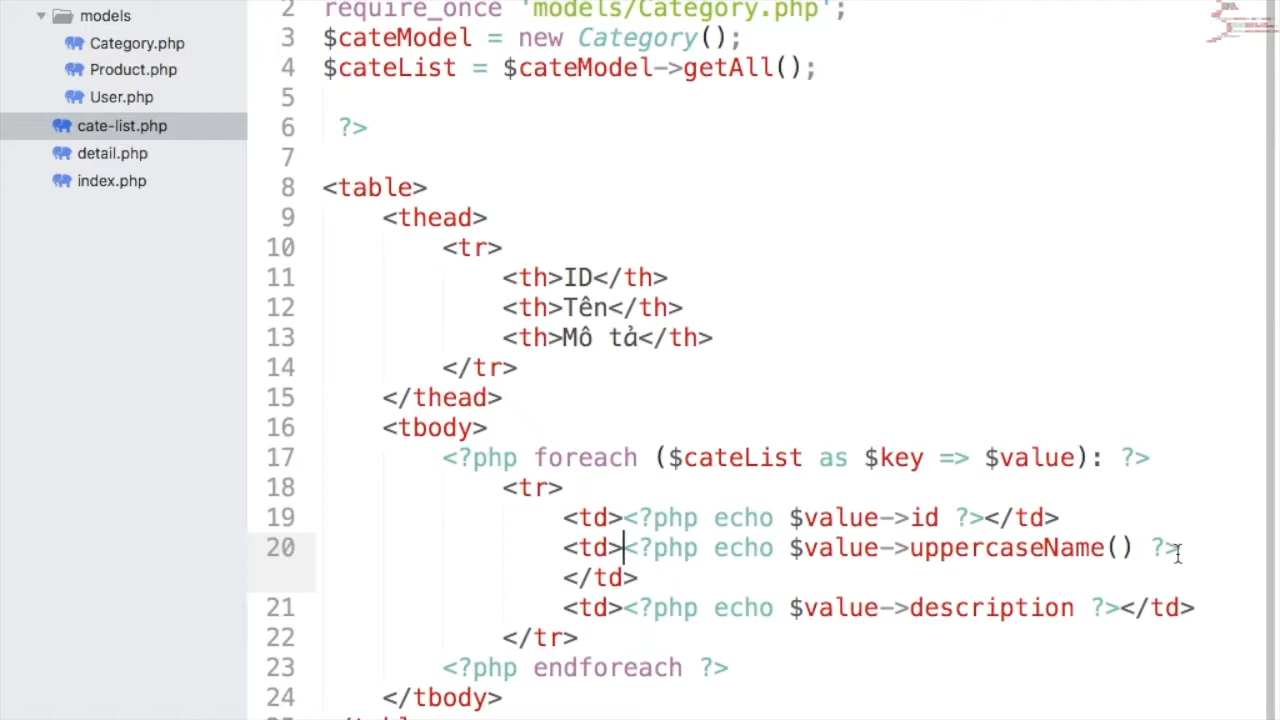 models
Category.php
Product.php
User.php
cate-list.php
detail.php
index.php
2 require_once 'models/Category.php';
3 $cateModel = new Category();
4 $cateList = $cateModel->getAll();
5
6 ?>
7
8 <table>
9 <thead>
10 <tr>
11 <th>ID</th>
12 <th>Tên</th>
13 <th>Mô tả</th>
14 </tr>
15 </thead>
16 <tbody>
17 <?php foreach ($cateList as $key => $value): ?>
18 <tr>
19 <td><?php echo $value->id ?></td>
20 <td><?php echo $value->uppercaseName() ?>
</td>
21 <td><?php echo $value->description ?></td>
22 </tr>
23 <?php endforeach ?>
24 </tbody>